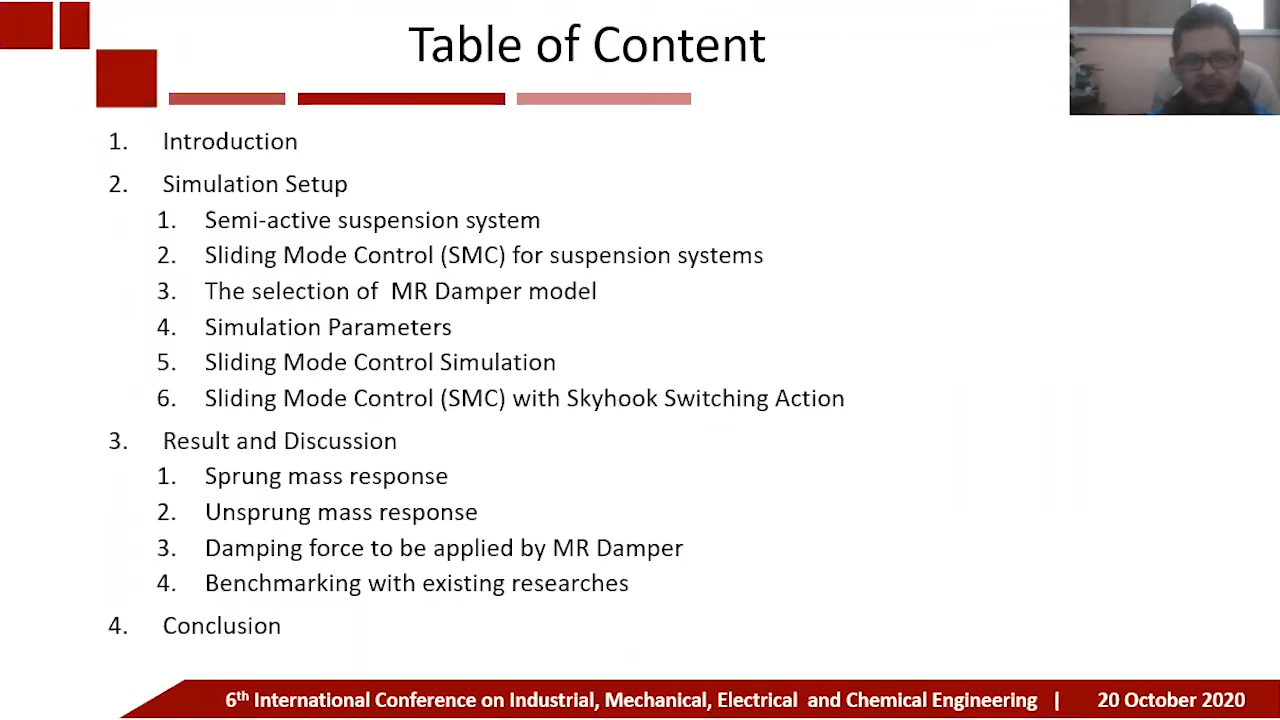 Table of Content
1. Introduction
2. Simulation Setup
1. Semi-active suspension system
2. Sliding Mode Control (SMC) for suspension systems
3. The selection of MR Damper model
4. Simulation Parameters
5. Sliding Mode Control Simulation
6. Sliding Mode Control (SMC) with Skyhook Switching Action
3. Result and Discussion
1. Sprung mass response
2. Unsprung mass response
3. Damping force to be applied by MR Damper
4. Benchmarking with existing researches
4. Conclusion
6th International Conference on Industrial, Mechanical, Electrical and Chemical Engineering | 20 October 2020